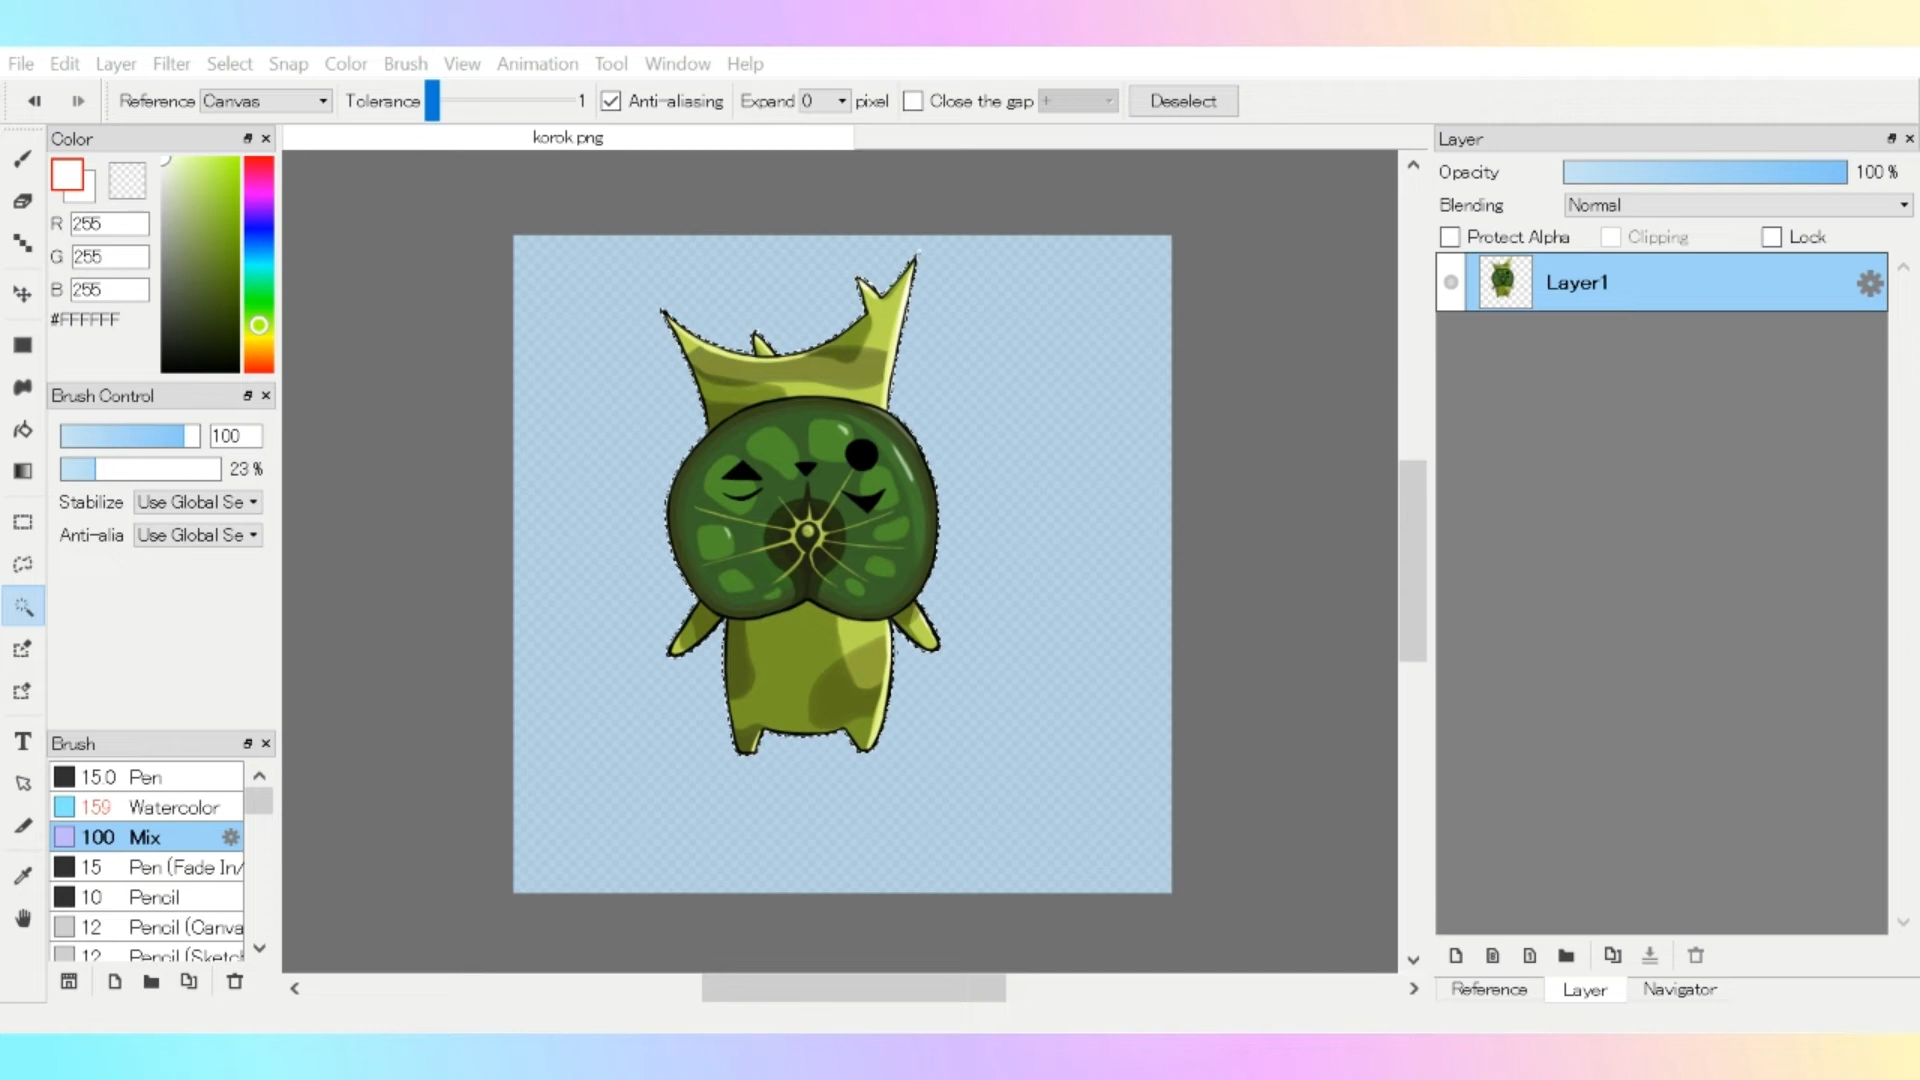 File Edit Layer Filter Select Snap Color Brush View Animation Tool Window Help
Reference Canvas Tolerance 1 Anti-aliasing Expand 0 pixel Close the gap + Deselect
Color
korok.png
Layer
R 255
G 255
B 255
#FFFFFF
Opacity 100 %
Blending Normal
Protect Alpha Clipping Lock
Layer1
Brush Control
100
23 %
Stabilize Use Global Se
Anti-alia Use Global Se
T
Brush
15.0 Pen
159 Watercolor
100 Mix
15 Pen (Fade In/
10 Pencil
12 Pencil (Canva
12 Pencil (Sketch
Reference Layer Navigator